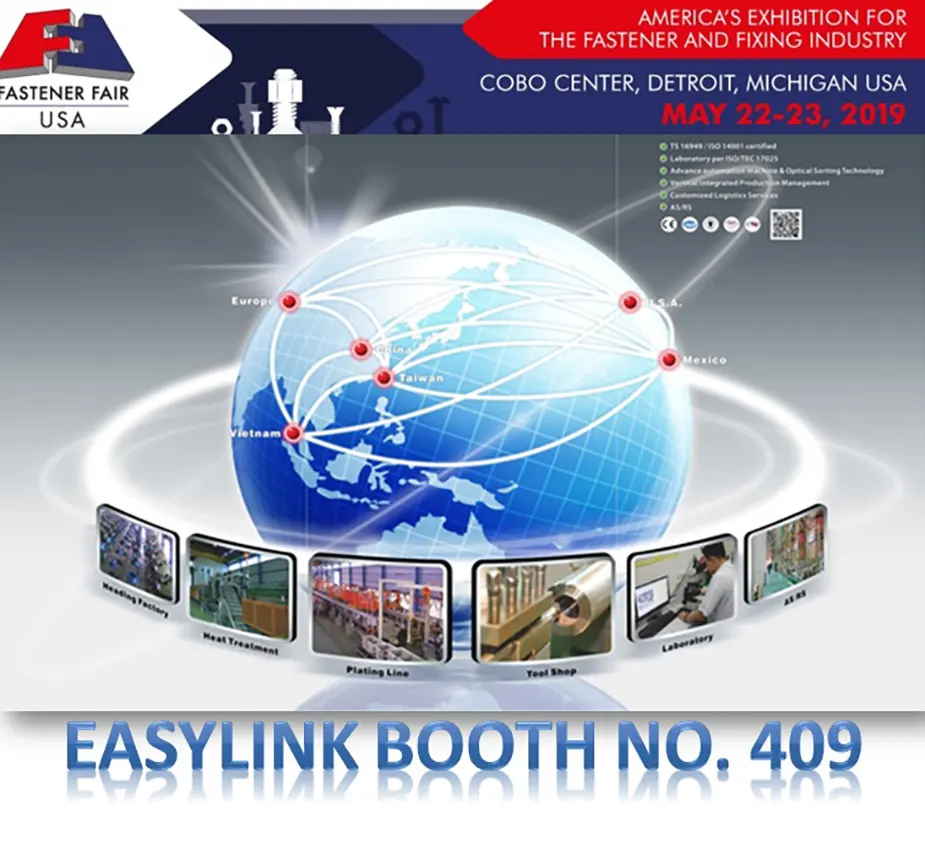 AMERICA'S EXHIBITION FOR
THE FASTENER AND FIXING INDUSTRY
FASTENER FAIR
USA
COBO CENTER, DETROIT, MICHIGAN USA
MAY 22-23, 2019
TS 16949 / ISO 14001 certified
Laboratory per ISO/TEC 17025
Advance automation machine & Optical Sorting Technology
Vertical Integrated Production Management
Customized Logistics Services
AS/RS
CE
Europe
U.S.A.
China
Mexico
Taiwan
Vietnam
Heading Factory
Heat Treatment
Plating Line
Tool Shop
Laboratory
AS/RS
EASYLINK BOOTH NO. 409